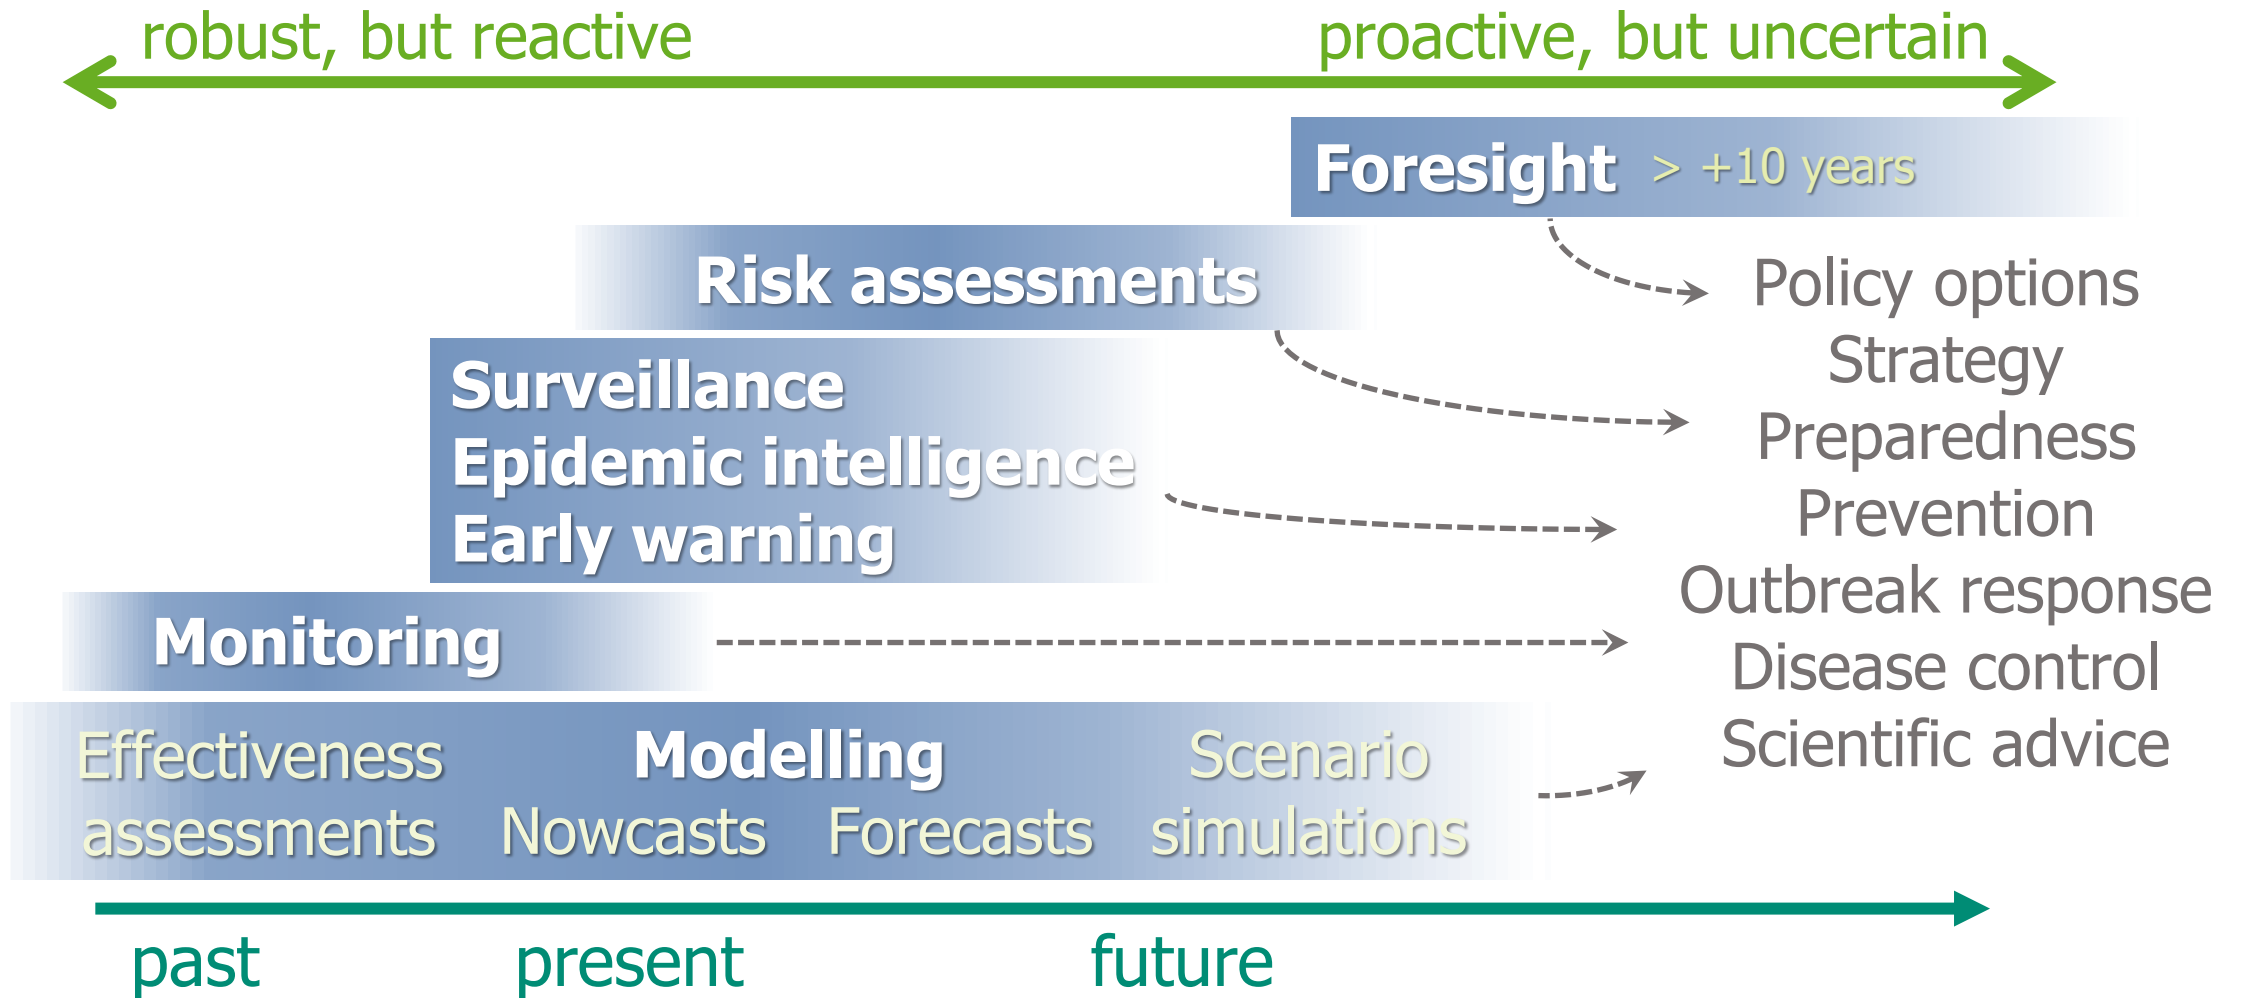 robust, but reactive
proactive, but uncertain
Foresight > +10 years
Risk assessments
Surveillance
Epidemic intelligence
Early warning
Monitoring
Effectiveness
assessments
Modelling
Nowcasts
Forecasts
Scenario
simulations
Policy options
Strategy
Preparedness
Prevention
Outbreak response
Disease control
Scientific advice
past
present
future